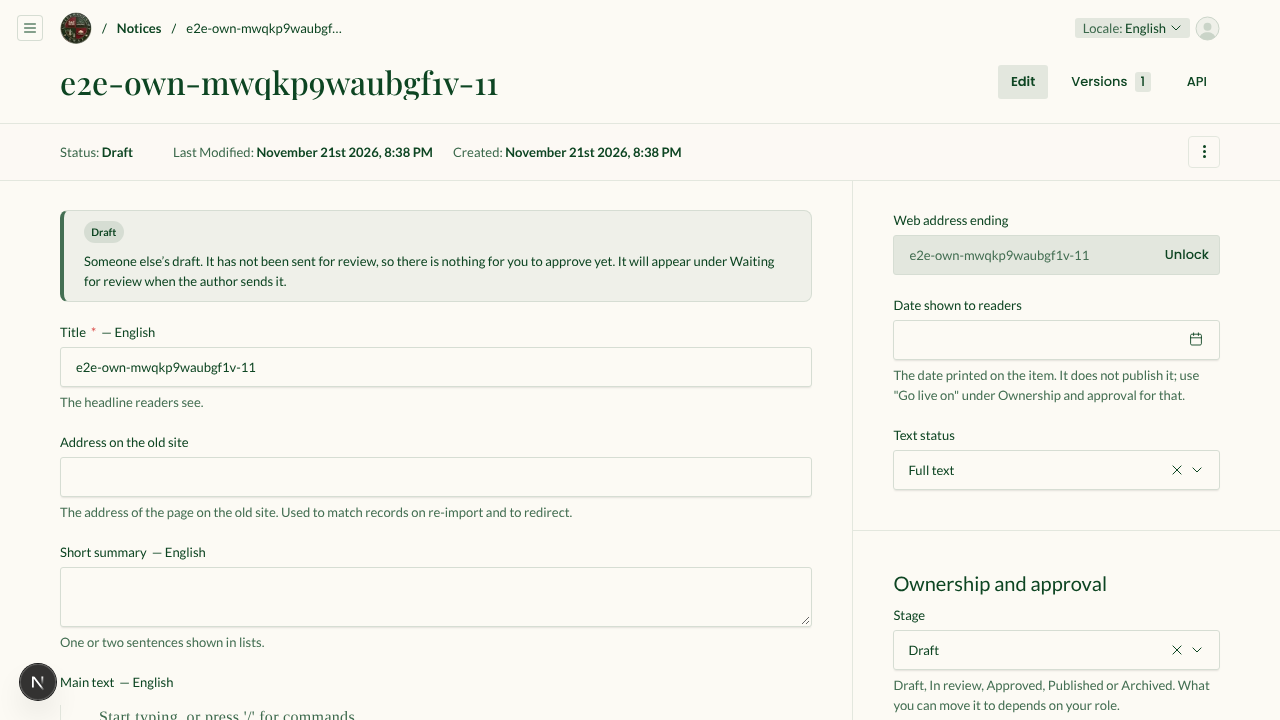 / Notices / e2e-own-mwqkp9waubgf…
Locale: English
e2e-own-mwqkp9waubgf1v-11
Edit
Versions 1
API
Status: Draft
Last Modified: November 21st 2026, 8:38 PM
Created: November 21st 2026, 8:38 PM
Draft
Someone else's draft. It has not been sent for review, so there is nothing for you to approve yet. It will appear under Waiting
for review when the author sends it.
Title * — English
e2e-own-mwqkp9waubgf1v-11
The headline readers see.
Address on the old site
The address of the page on the old site. Used to match records on re-import and to redirect.
Short summary — English
One or two sentences shown in lists.
N
Main text — English
Start typing, or press '/' for commands
Web address ending
e2e-own-mwqkp9waubgf1v-11
Unlock
Date shown to readers
The date printed on the item. It does not publish it; use
"Go live on" under Ownership and approval for that.
Text status
Full text
Ownership and approval
Stage
Draft
Draft, In review, Approved, Published or Archived. What
you can move it to depends on your role.